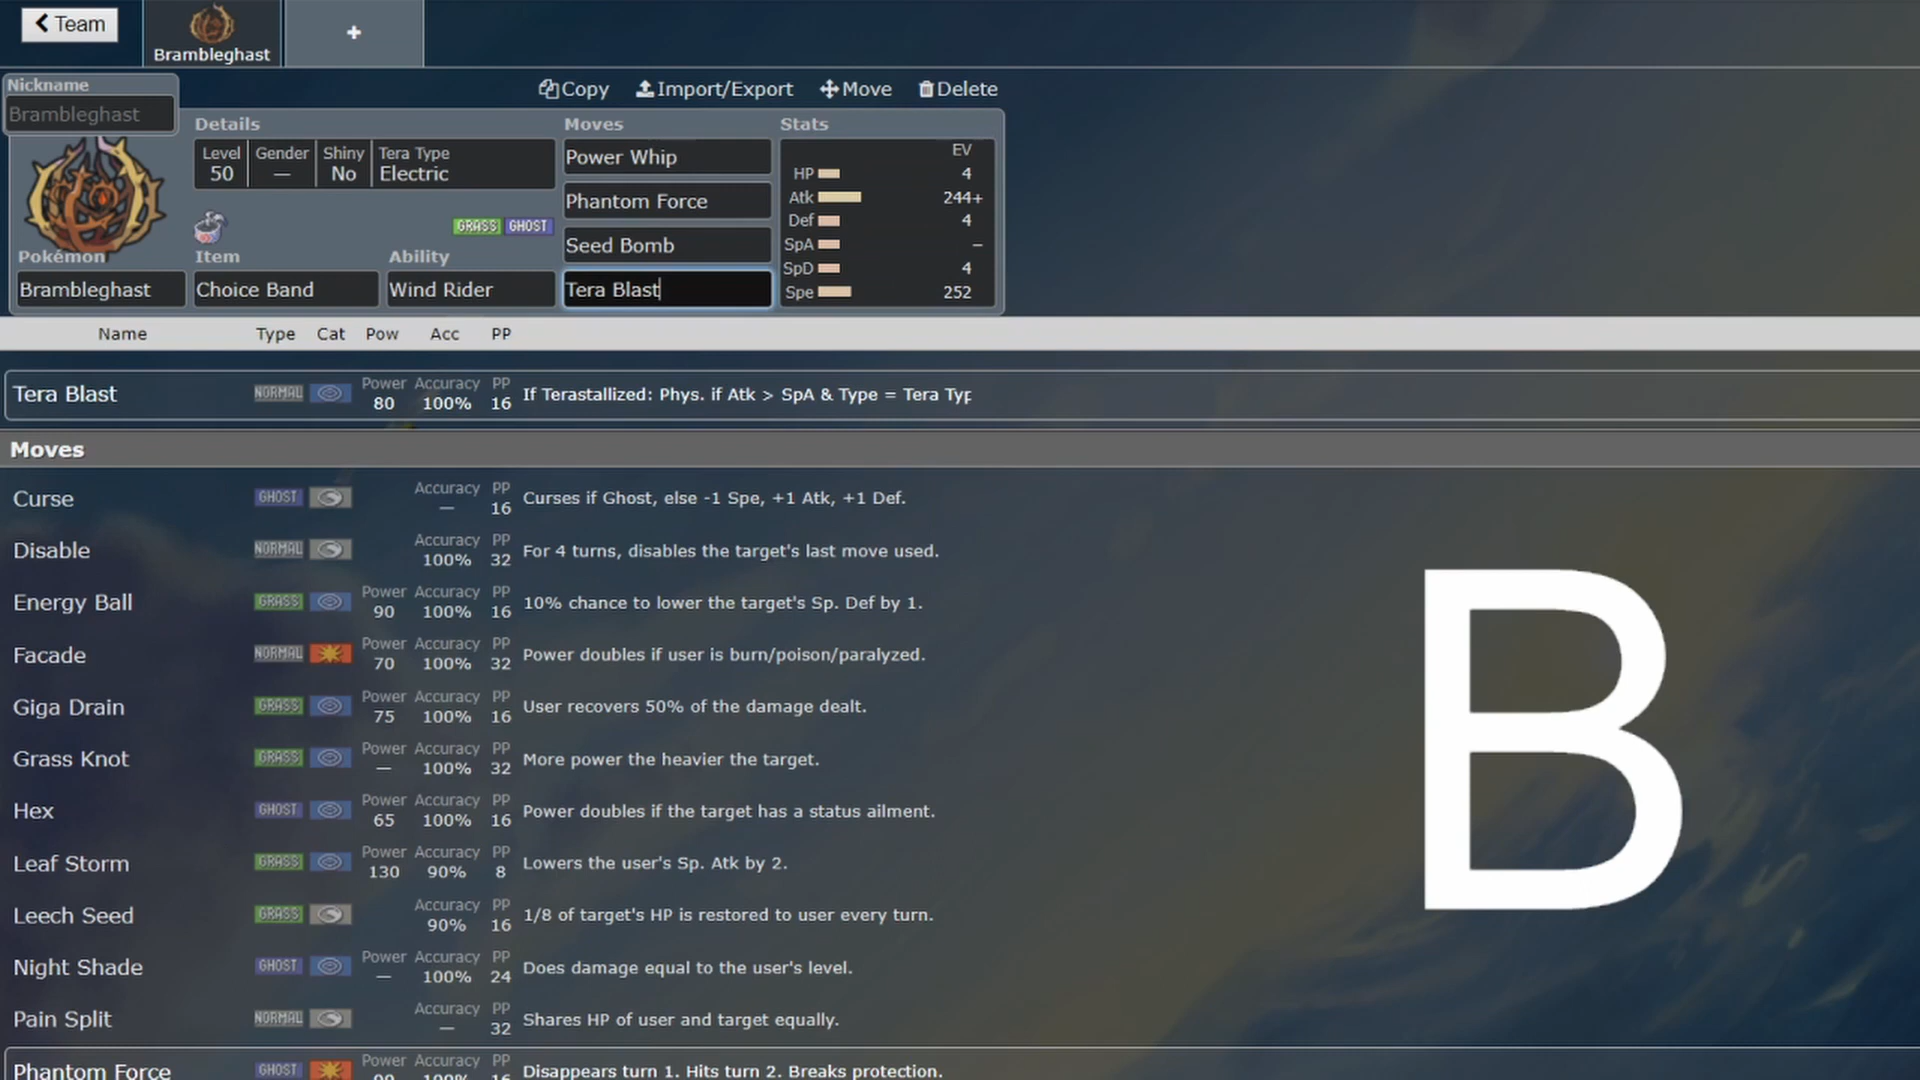 Team
Brambleghast
+
Nickname
Brambleghast
Copy Import/Export Move Delete
Details
Moves
Stats
Level Gender Shiny Tera Type
50 — No Electric
GRASS GHOST
Pokémon Item Ability
Brambleghast Choice Band Wind Rider
Power Whip
Phantom Force
Seed Bomb
Tera Blast
EV
HP 4
Atk 244+
Def 4
SpA –
SpD 4
Spe 252
Name Type Cat Pow Acc PP
Tera Blast NORMAL Power 80 Accuracy 100% PP 16 If Terastallized: Phys. if Atk > SpA & Type = Tera Typ
Moves
Curse GHOST Accuracy — PP 16 Curses if Ghost, else -1 Spe, +1 Atk, +1 Def.
Disable NORMAL Accuracy 100% PP 32 For 4 turns, disables the target's last move used.
Energy Ball GRASS Power 90 Accuracy 100% PP 16 10% chance to lower the target's Sp. Def by 1.
Facade NORMAL Power 70 Accuracy 100% PP 32 Power doubles if user is burn/poison/paralyzed.
Giga Drain GRASS Power 75 Accuracy 100% PP 16 User recovers 50% of the damage dealt.
Grass Knot GRASS Power — Accuracy 100% PP 32 More power the heavier the target.
Hex GHOST Power 65 Accuracy 100% PP 16 Power doubles if the target has a status ailment.
Leaf Storm GRASS Power 130 Accuracy 90% PP 8 Lowers the user's Sp. Atk by 2.
Leech Seed GRASS Accuracy 90% PP 16 1/8 of target's HP is restored to user every turn.
Night Shade GHOST Power — Accuracy 100% PP 24 Does damage equal to the user's level.
Pain Split NORMAL Accuracy — PP 32 Shares HP of user and target equally.
Phantom Force GHOST Power 90 Accuracy 100% PP 16 Disappears turn 1. Hits turn 2. Breaks protection.
B